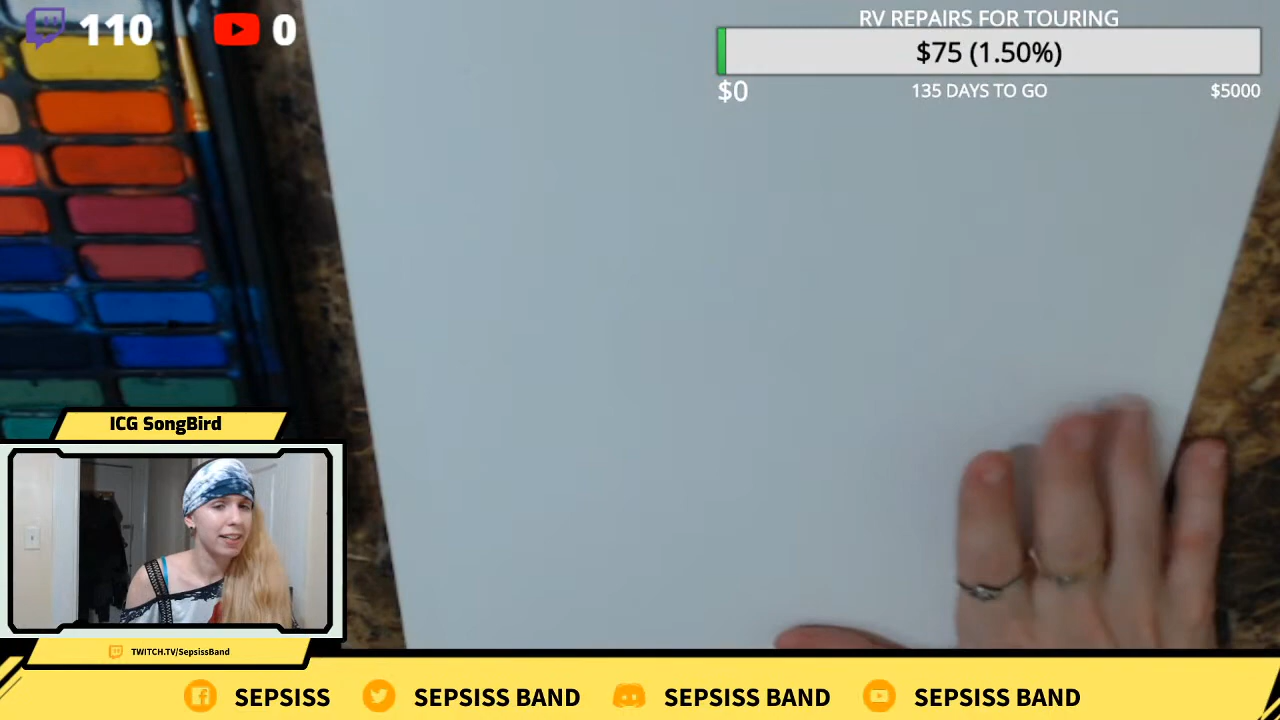 110
0
RV REPAIRS FOR TOURING
$75 (1.50%)
$0 135 DAYS TO GO $5000
ICG SongBird
TWITCH.TV/SepsissBand
SEPSISS SEPSISS BAND SEPSISS BAND SEPSISS BAND